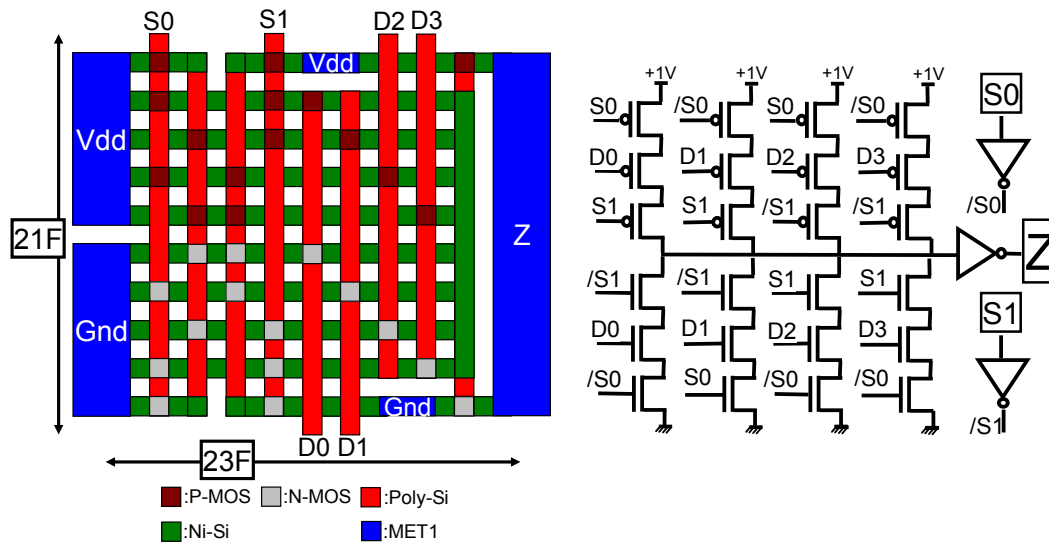 S0 S1 D2 D3
Vdd
Vdd
21F
Z
Gnd
Gnd
D0 D1
23F
:P-MOS :N-MOS :Poly-Si
:Ni-Si :MET1
+1V +1V +1V +1V
S0 /S0 S0 /S0
D0 D1 D2 D3
S1 S1 /S1 /S1
/S1 /S1 S1 S1
D0 D1 D2 D3
/S0 S0 /S0 /S0
S0
/S0
Z
S1
/S1